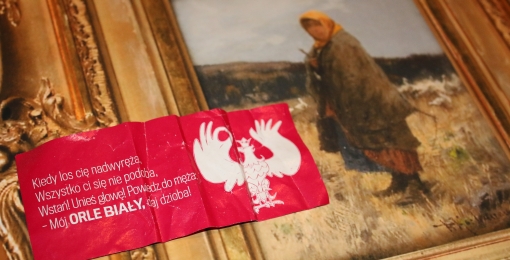 Kiedy los cię nadwyręża,
Wszystko ci się nie podoba,
Wstań! Unieś głowę! Powiedz do męża:
- Mój ORLE BIAŁY, daj dzioba!